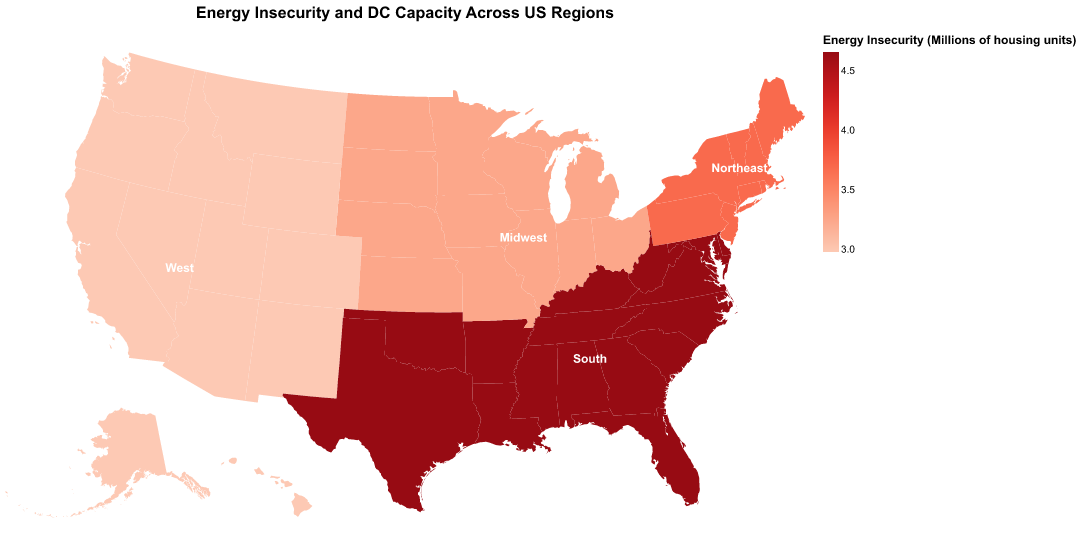 Energy Insecurity and DC Capacity Across US Regions
Energy Insecurity (Millions of housing units)
4.5
4.0
3.5
3.0
Northeast
Midwest
West
South